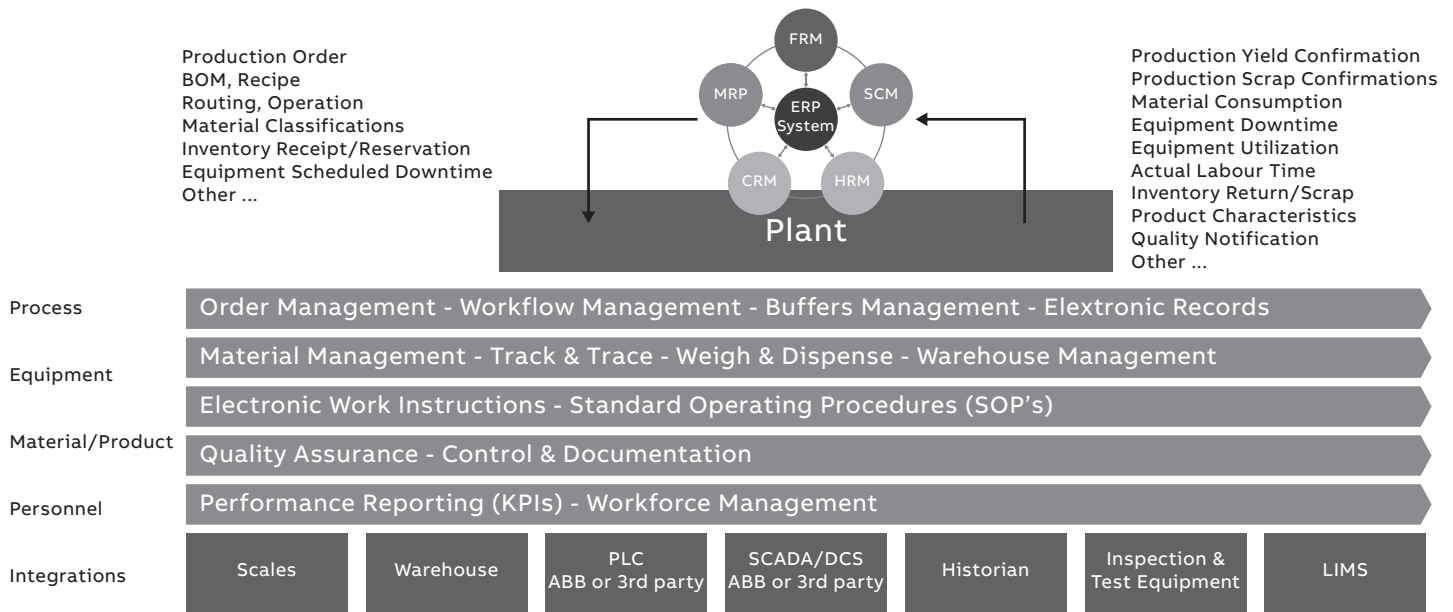 Production Order
BOM, Recipe
Routing, Operation
Material Classifications
Inventory Receipt/Reservation
Equipment Scheduled Downtime
Other ...
FRM
MRP
SCM
ERP
System
CRM
HRM
Plant
Production Yield Confirmation
Production Scrap Confirmations
Material Consumption
Equipment Downtime
Equipment Utilization
Actual Labour Time
Inventory Return/Scrap
Product Characteristics
Quality Notification
Other ...
Process
Order Management - Workflow Management - Buffers Management - Elextronic Records
Material Management - Track & Trace - Weigh & Dispense - Warehouse Management
Equipment
Electronic Work Instructions - Standard Operating Procedures (SOP's)
Material/Product
Quality Assurance - Control & Documentation
Personnel
Performance Reporting (KPIs) - Workforce Management
Integrations
Scales
Warehouse
PLC
ABB or 3rd party
SCADA/DCS
ABB or 3rd party
Historian
Inspection &
Test Equipment
LIMS